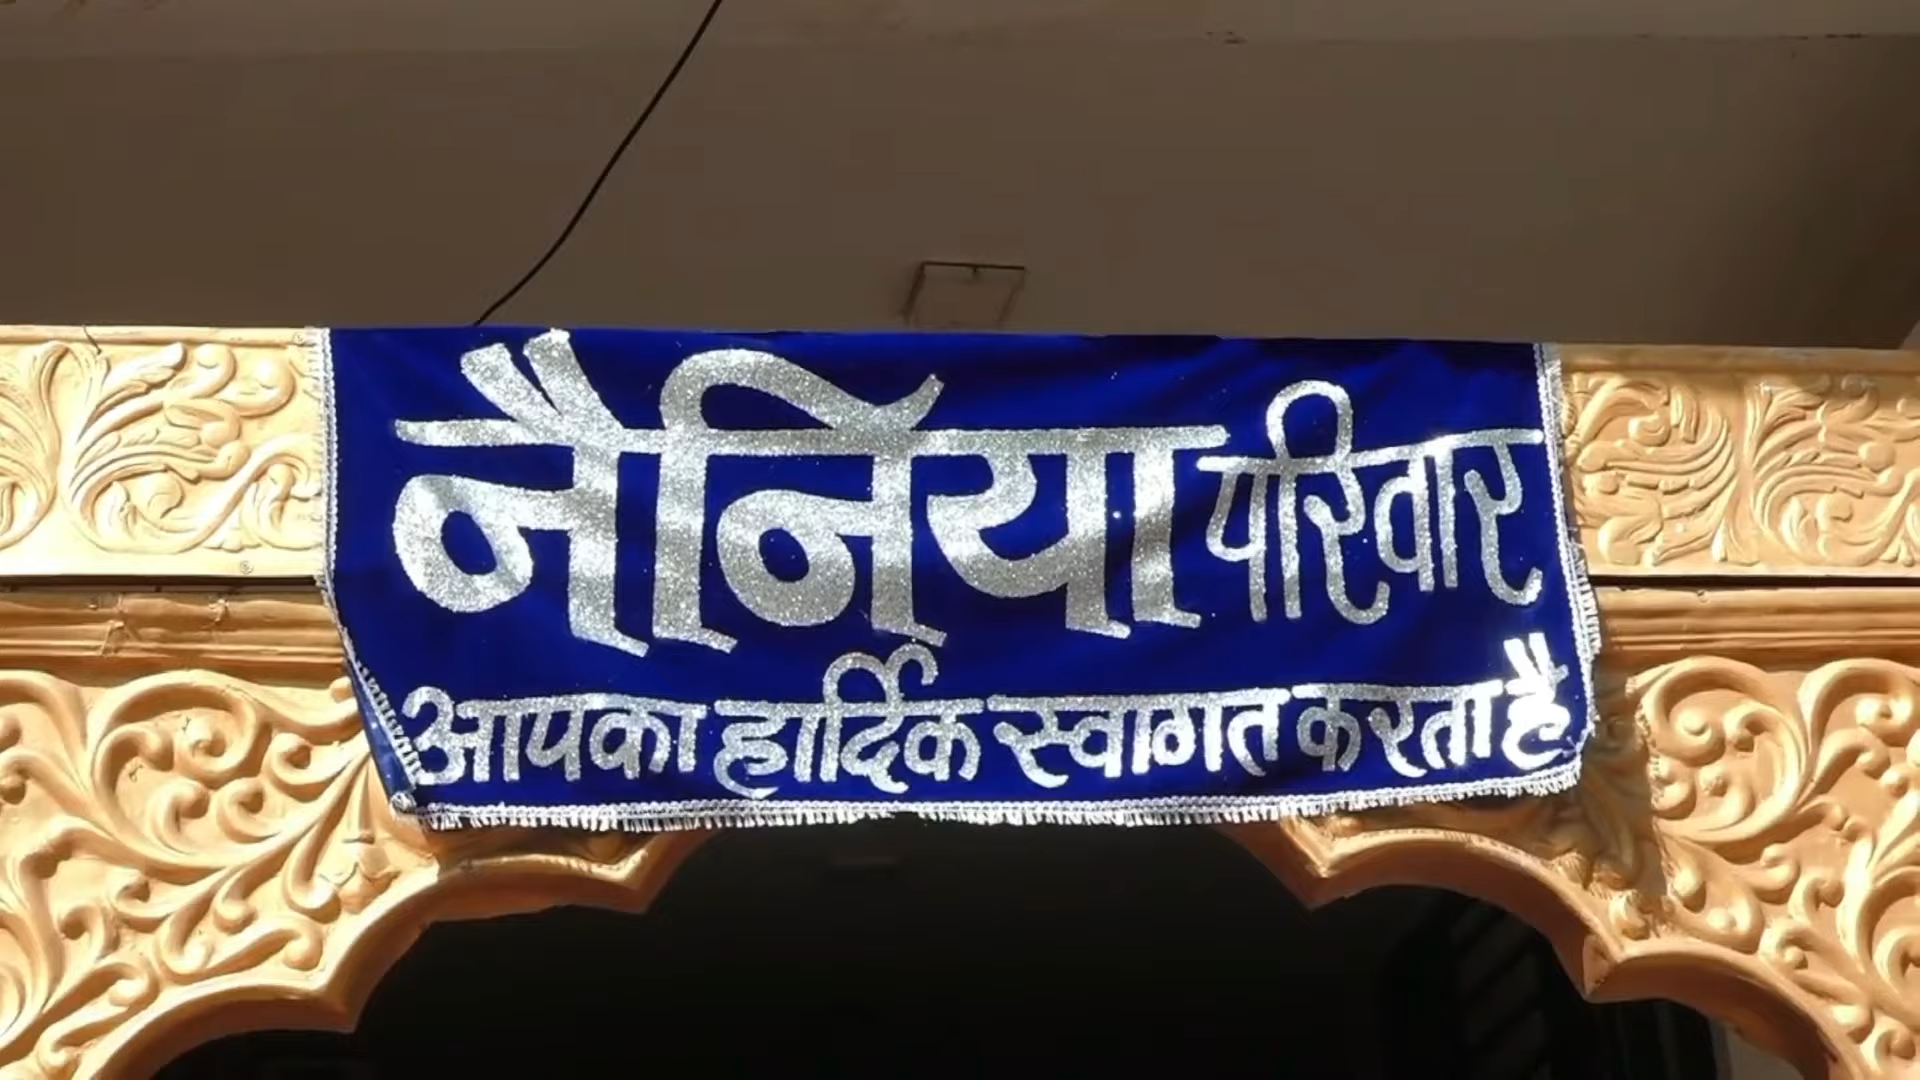 नैनिया परिवार
आपका हार्दिक स्वागत करता है